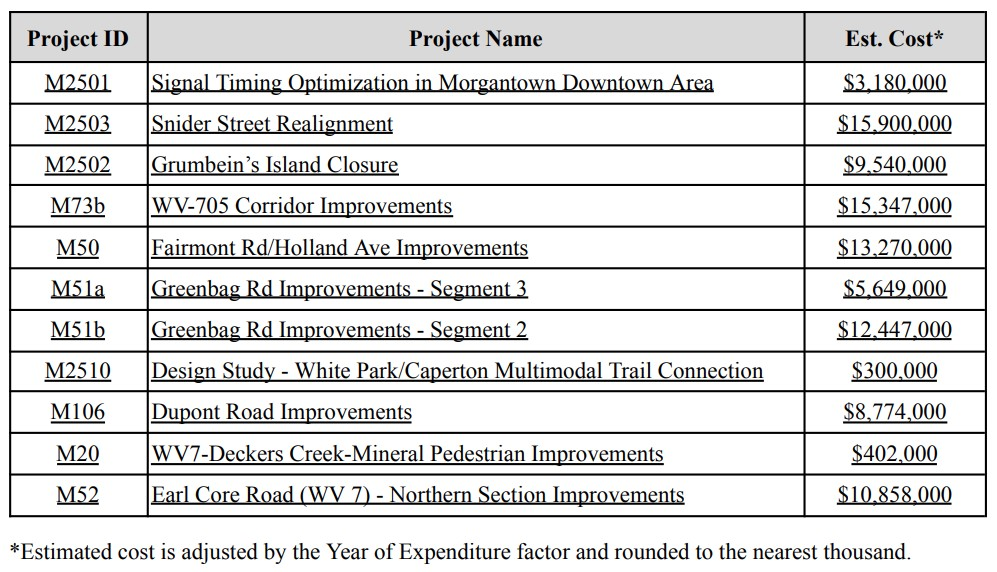 Project ID Project Name Est. Cost*
M2501 Signal Timing Optimization in Morgantown Downtown Area $3,180,000
M2503 Snider Street Realignment $15,900,000
M2502 Grumbein’s Island Closure $9,540,000
M73b WV-705 Corridor Improvements $15,347,000
M50 Fairmont Rd/Holland Ave Improvements $13,270,000
M51a Greenbag Rd Improvements - Segment 3 $5,649,000
M51b Greenbag Rd Improvements - Segment 2 $12,447,000
M2510 Design Study - White Park/Caperton Multimodal Trail Connection $300,000
M106 Dupont Road Improvements $8,774,000
M20 WV7-Deckers Creek-Mineral Pedestrian Improvements $402,000
M52 Earl Core Road (WV 7) - Northern Section Improvements $10,858,000
*Estimated cost is adjusted by the Year of Expenditure factor and rounded to the nearest thousand.